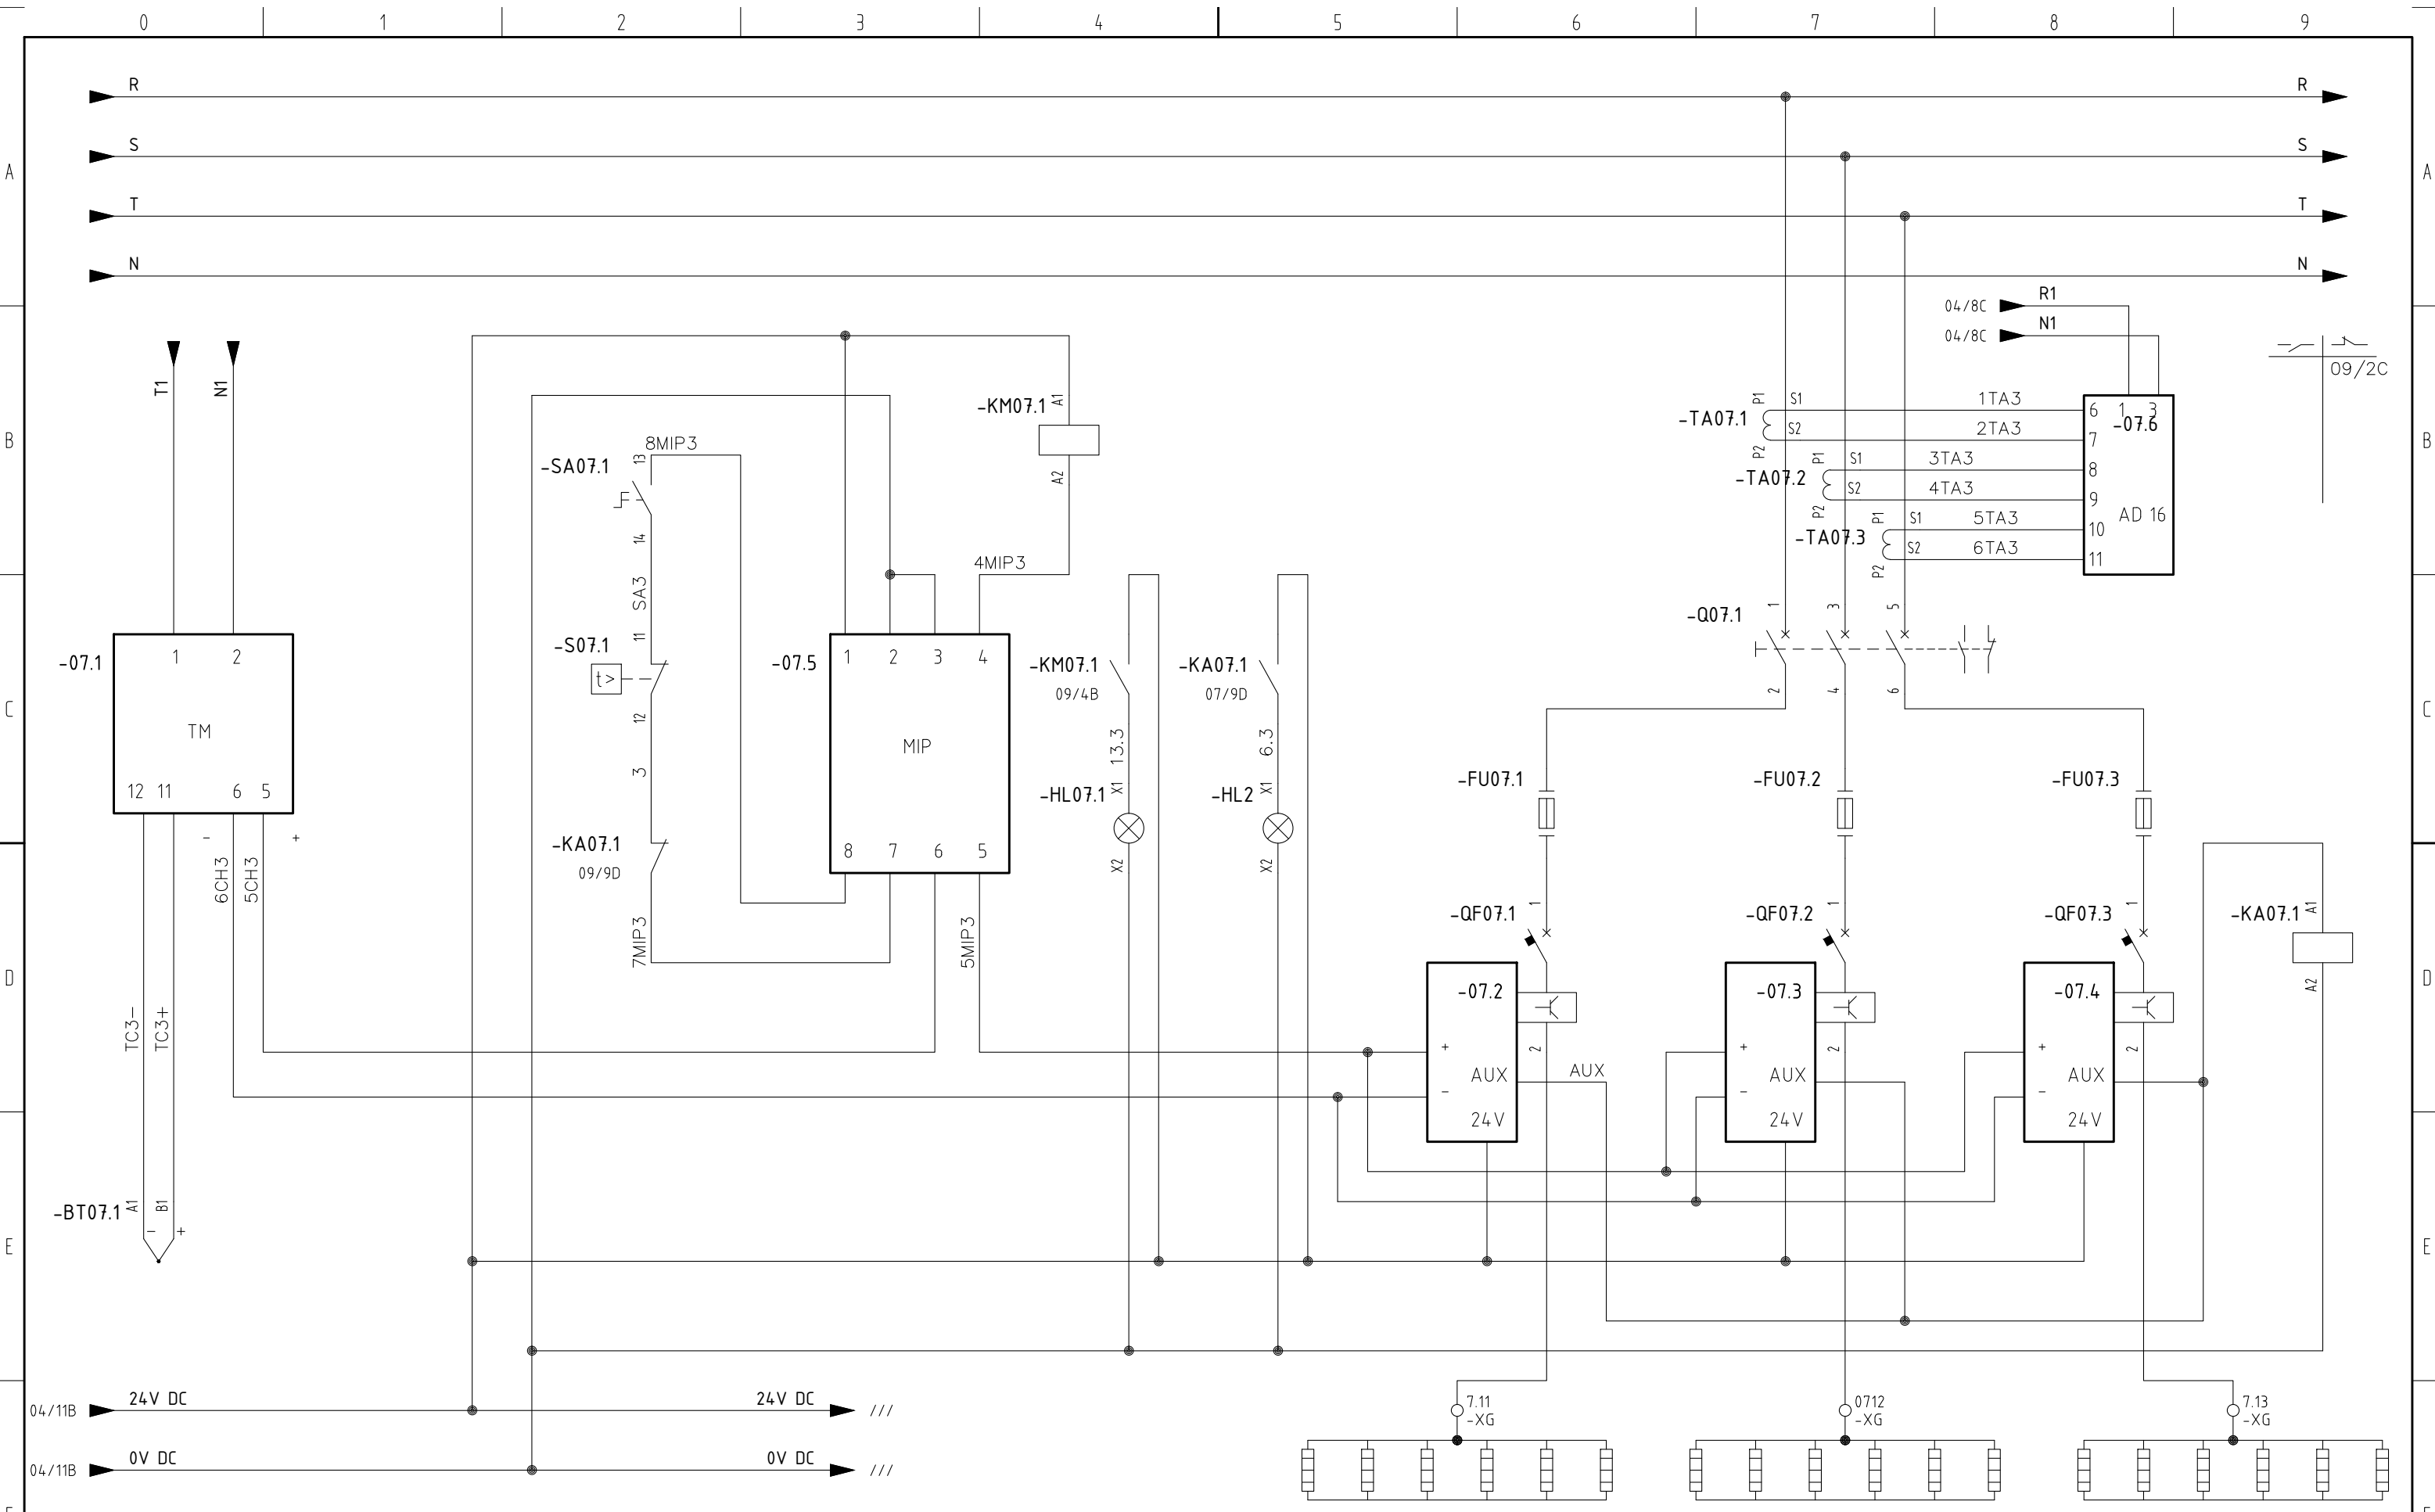 0 1 2 3 4 5 6 7 8 9
R R
S S
A A
T T
N N
R1
04/8C
N1
04/8C
09/2C
T1 N1
-KM07.1 A1
A2
P1 S1 1TA3 6 1 3
-TA07.1 -07.6
P2 S2 2TA3 7
B B
8MIP3
-SA07.1 13
14
P1 S1 3TA3 8
-TA07.2
P2 S2 4TA3 9
AD 16
P1 S1 5TA3 10
-TA07.3
P2 S2 6TA3 11
4MIP3
SA3
-Q07.1 1 3 5
2 4 6
-S07.1 11
t>
12
-07.1 1 2
TM
12 11 6 5
- +
-07.5 1 2 3 4
MIP
8 7 6 5
-KM07.1
09/4B
13.3
-KA07.1
07/9D
6.3
C C
3
-HL07.1 X1
X2
-HL2 X1
X2
-FU07.1 -FU07.2 -FU07.3
-KA07.1
09/9D
6CH3 5CH3
7MIP3
5MIP3
-QF07.1 1 -QF07.2 1 -QF07.3 1 -KA07.1 A1
A2
D D
-07.2 -07.3 -07.4
TC3- TC3+
+ 2 + 2 + 2
AUX AUX AUX AUX
- - -
24V 24V 24V
-BT07.1 A1 B1
- +
E E
04/11B 24V DC 24V DC ///
7.11
-XG
0712
-XG
7.13
-XG
04/11B 0V DC 0V DC ///